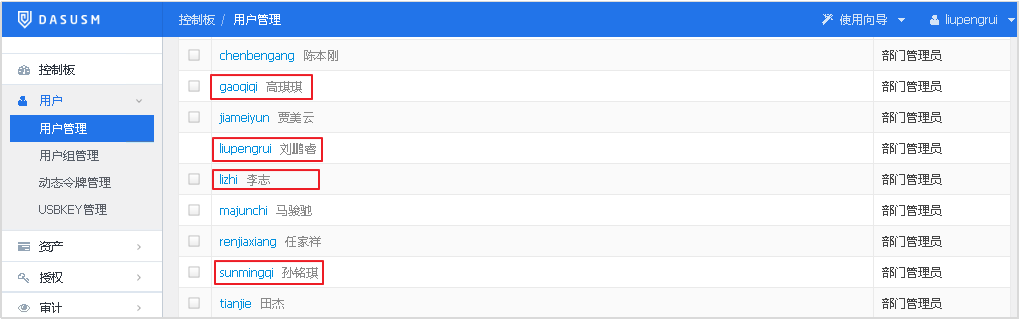 DASUSM 控制板 / 用户管理 使用向导 liupengrui
控制板
用户
用户管理
用户组管理
动态令牌管理
USBKEY管理
资产
授权
审计
chenbengang 陈本刚 部门管理员
gaoqiqi 高琪琪 部门管理员
jiameiyun 贾美云 部门管理员
liupengrui 刘鹏睿 部门管理员
lizhi 李志 部门管理员
majunchi 马骏驰 部门管理员
renjiaxiang 任家祥 部门管理员
sunmingqi 孙铭琪 部门管理员
tianjie 田杰 部门管理员